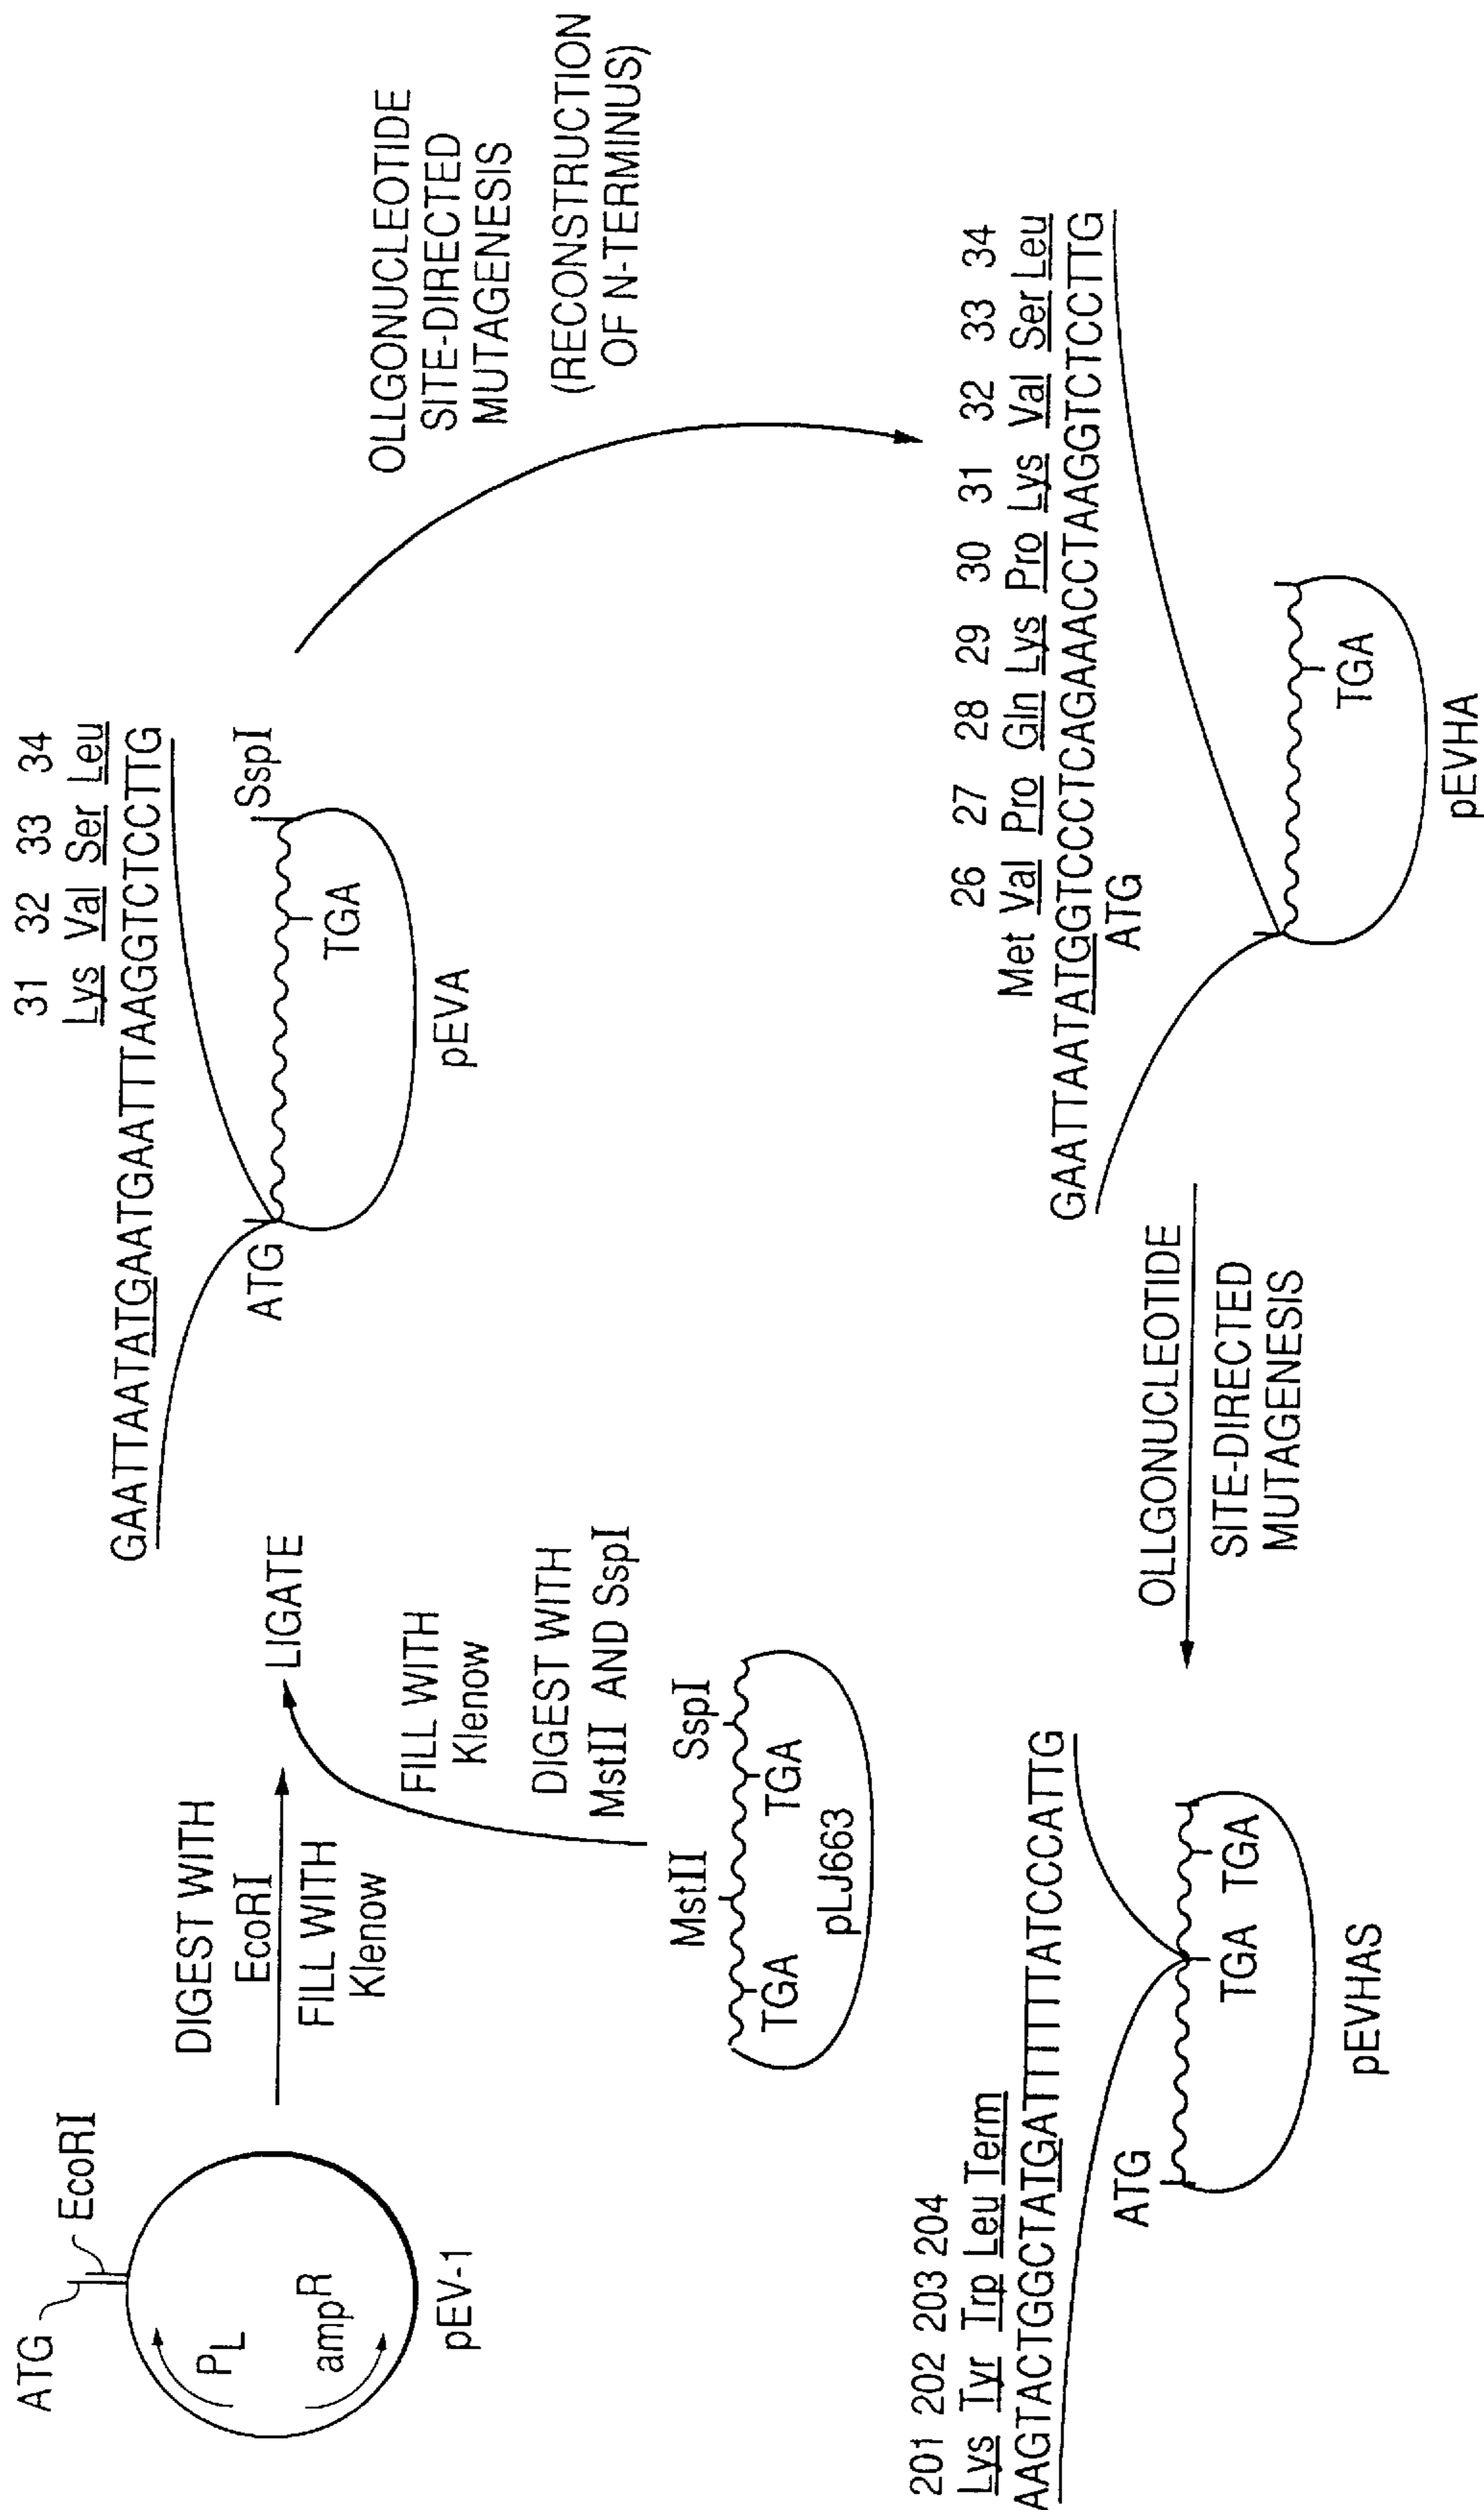 ATG
EcoRI
PL
ampR
pEV-1
DIGEST WITH
EcoRI
FILL WITH
Klenow
LIGATE
FILL WITH
Klenow
DIGEST WITH
MstII AND SspI
MstII
SspI
TGA
TGA
pLJ663
31 32 33 34
Lys Val Ser Leu
GAATTAATATGAATGAATTTAAGGTCTCCTTG
ATG
SspI
TGA
pEVA
OLLGONUCLEOTIDE
SITE-DIRECTED
MUTAGENESIS
(RECONSTRUCTION
OF N-TERMINUS)
26 27 28 29 30 31 32 33 34
Met Val Pro Gln Lys Pro Lys Val Ser Leu
GAATTAATATGGTCCCTCAGAAACCTAAGGTCTCCTTG
ATG
TGA
pEVHA
OLLGONUCLEOTIDE
SITE-DIRECTED
MUTAGENESIS
201 202 203 204
Lys Tyr Trp Leu Term
AAGTACTGGCTATGATTTTTTATCCCATTG
ATG
TGA TGA
pEVHAS